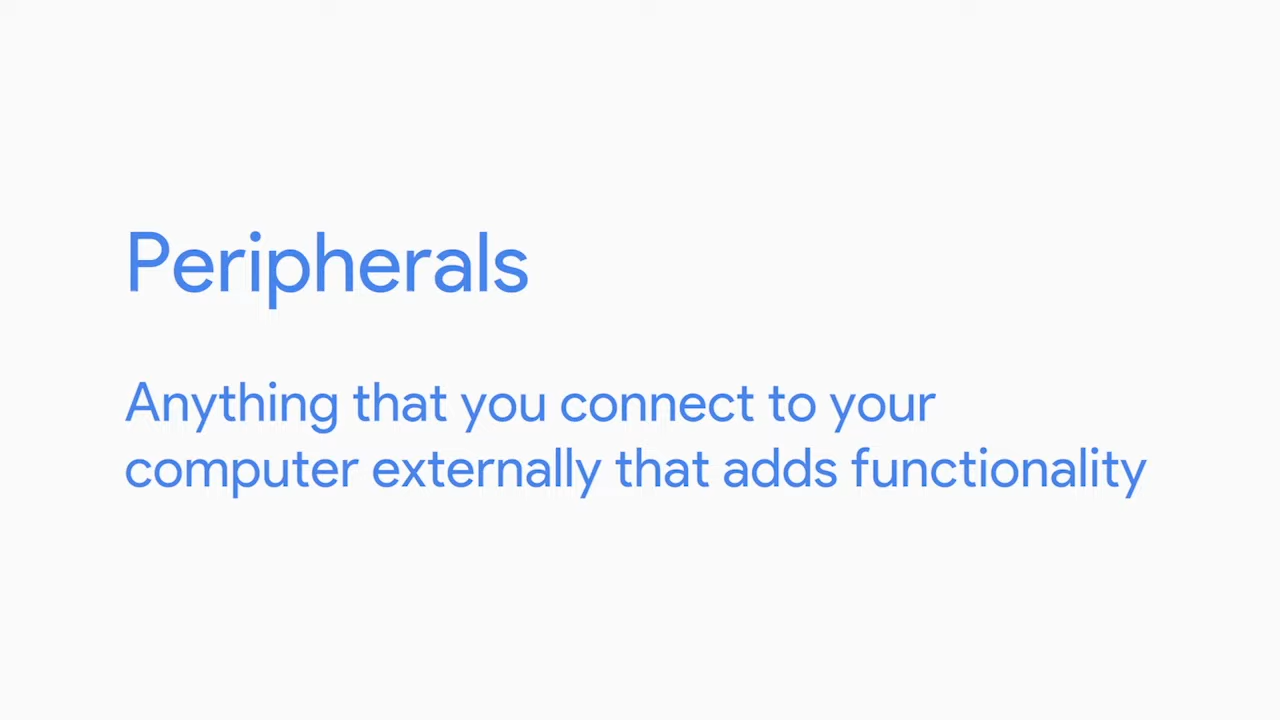 Peripherals
Anything that you connect to your
computer externally that adds functionality